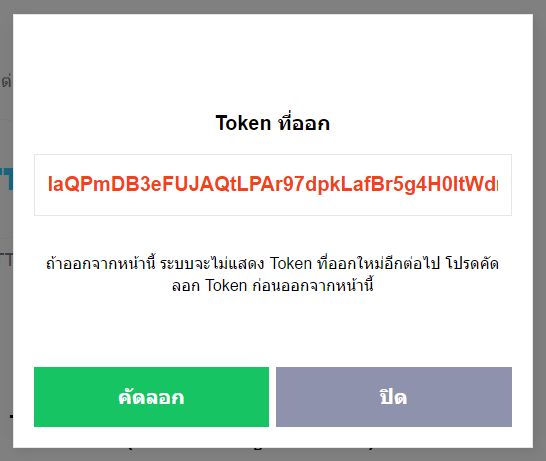 Token ที่ออก
IaQPmDB3eFUJAQtLPAr97dpkLafBr5g4H0ItWdr
ถ้าออกจากหน้านี้ ระบบจะไม่แสดง Token ที่ออกใหม่อีกต่อไป โปรดคัด
ลอก Token ก่อนออกจากหน้านี้
คัดลอก
ปิด